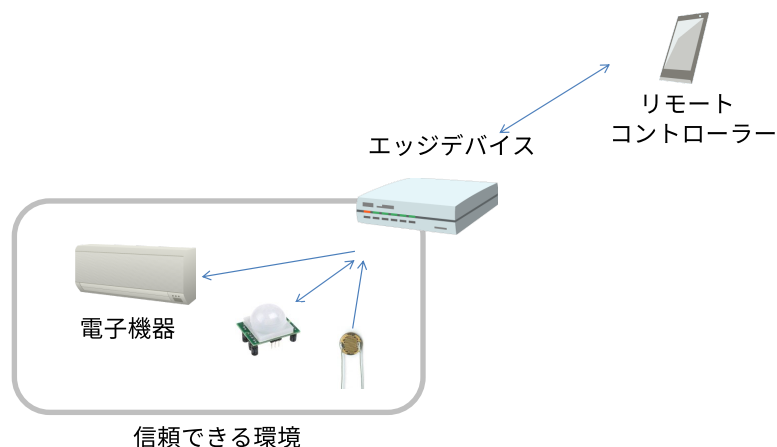 リモート
コントローラー
エッジデバイス
電子機器
信頼できる環境